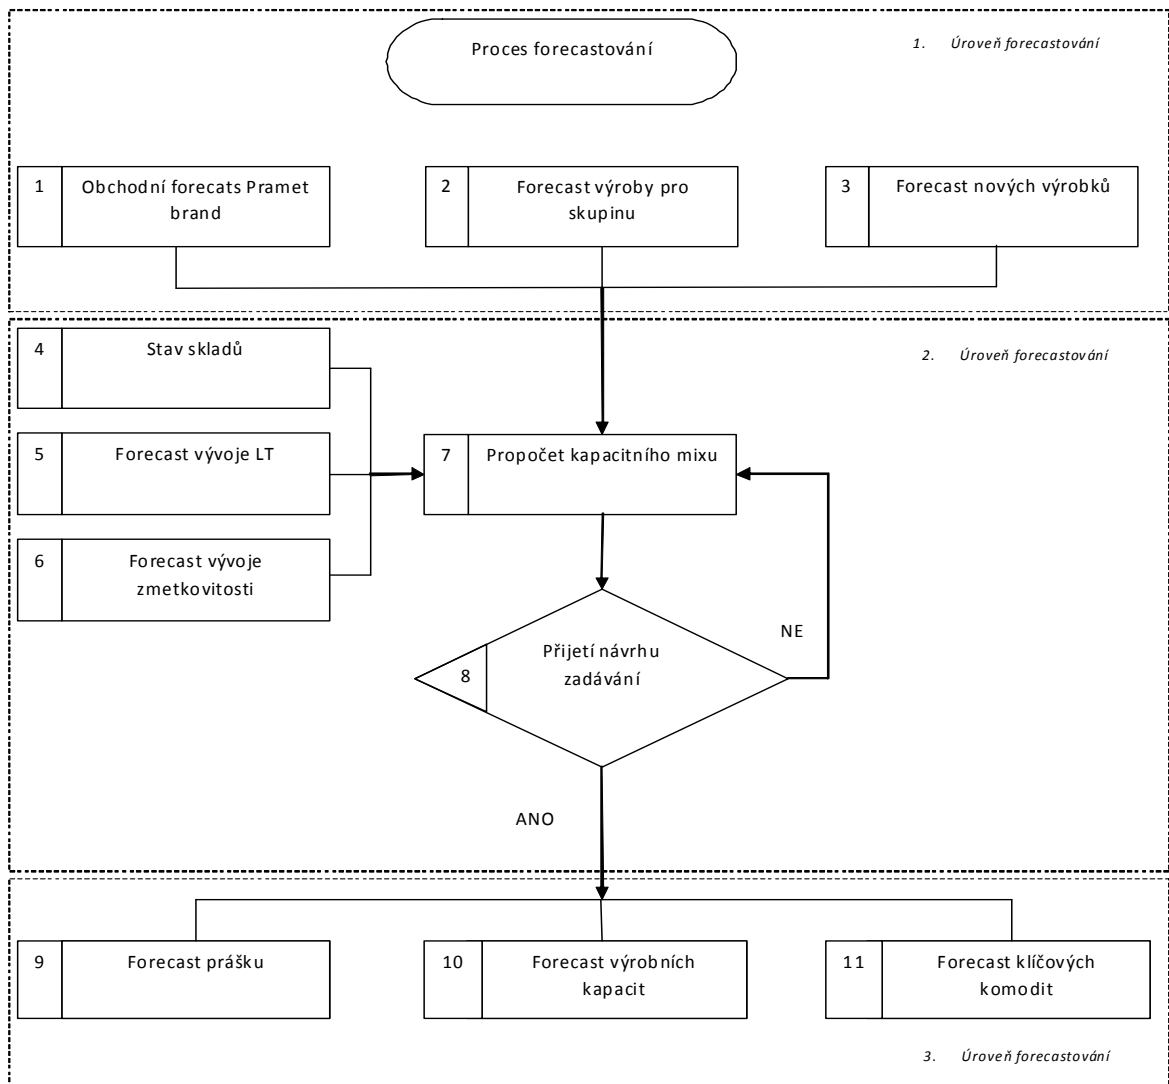 Proces forecastování
1. Úroveň forecastování
1
Obchodní forecats Pramet
brand
2
Forecast výroby pro
skupinu
3
Forecast nových výrobků
4
Stav skladů
2. Úroveň forecastování
5
Forecast vývoje LT
7
Propočet kapacitního mixu
6
Forecast vývoje
zmetkovitosti
NE
8
Přijetí návrhu
zadávání
ANO
9
Forecast prášku
10
Forecast výrobních
kapacit
11
Forecast klíčových
komodit
3. Úroveň forecastování